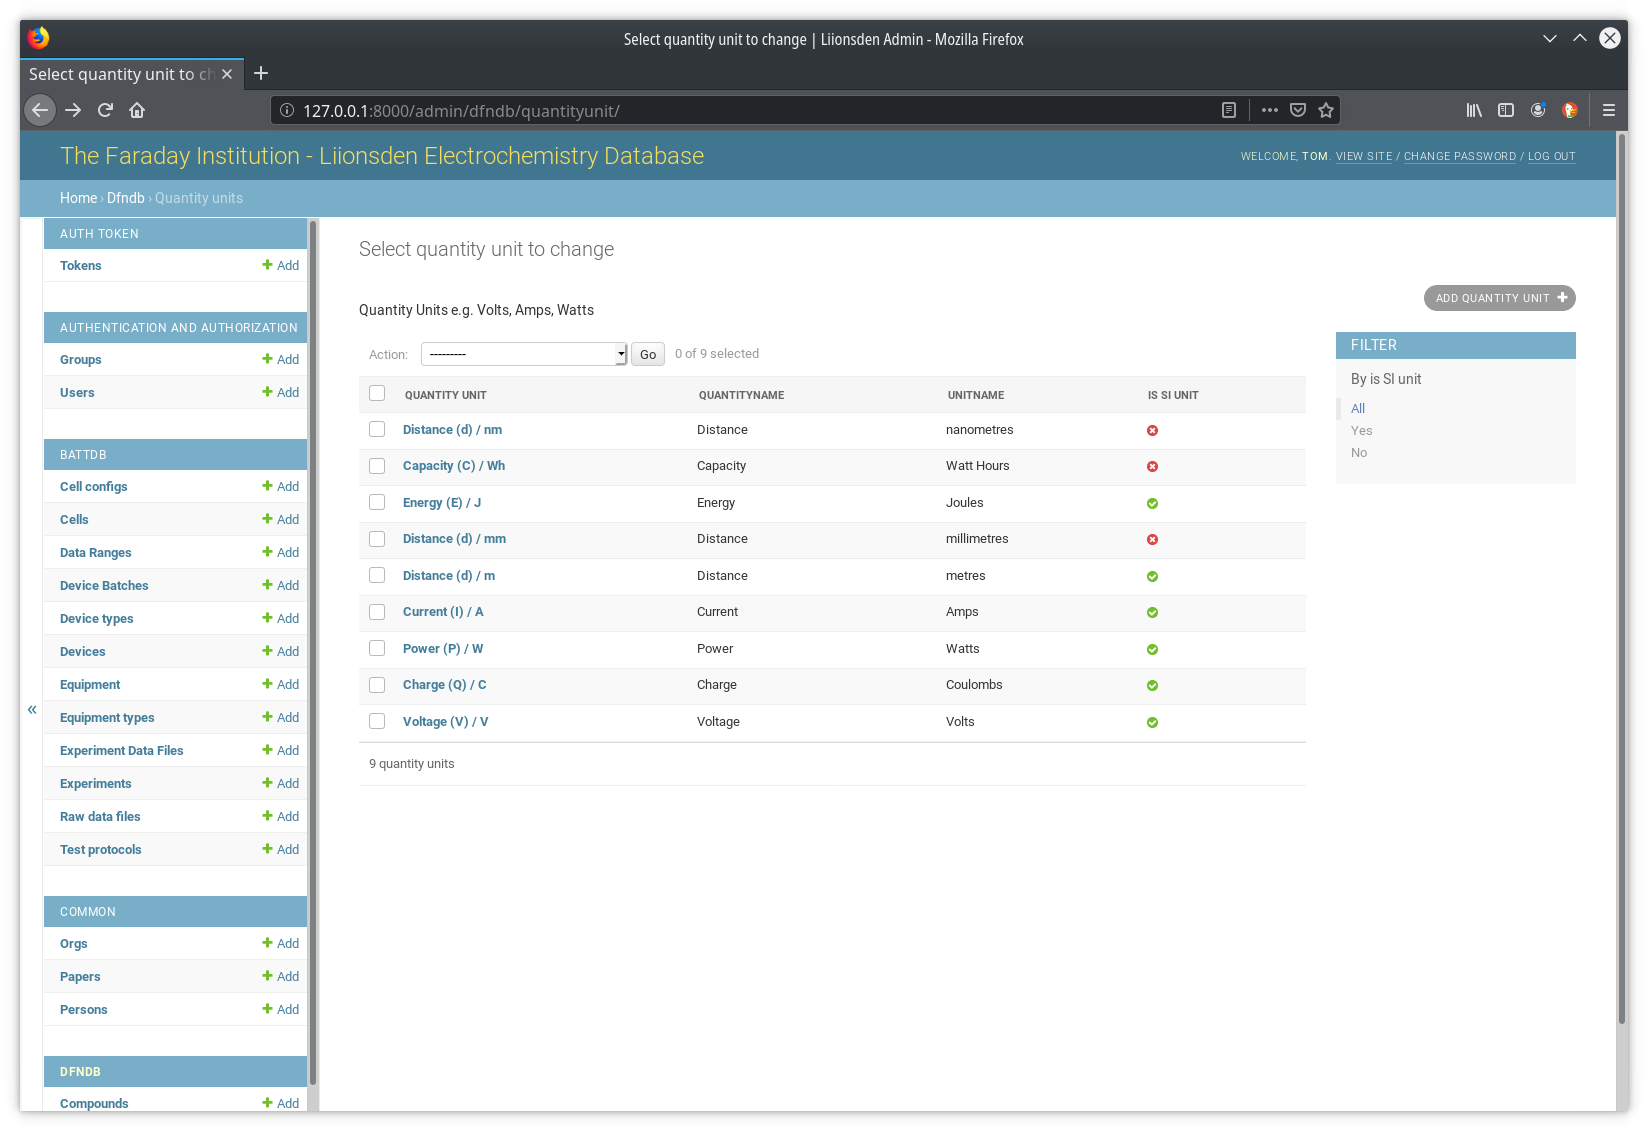 Select quantity unit to change | Liionsden Admin - Mozilla Firefox
Select quantity unit to ch
127.0.0.1:8000/admin/dfndb/quantityunit/
The Faraday Institution - Liionsden Electrochemistry Database
WELCOME, TOM. VIEW SITE / CHANGE PASSWORD / LOG OUT
Home › Dfndb › Quantity units
«
AUTH TOKEN
Tokens Add
AUTHENTICATION AND AUTHORIZATION
Groups Add
Users Add
BATTDB
Cell configs Add
Cells Add
Data Ranges Add
Device Batches Add
Device types Add
Devices Add
Equipment Add
Equipment types Add
Experiment Data Files Add
Experiments Add
Raw data files Add
Test protocols Add
COMMON
Orgs Add
Papers Add
Persons Add
DFNDB
Compounds Add
Select quantity unit to change
ADD QUANTITY UNIT
Quantity Units e.g. Volts, Amps, Watts
Action: --------- Go 0 of 9 selected
QUANTITY UNIT QUANTITYNAME UNITNAME IS SI UNIT
Distance (d) / nm Distance nanometres
Capacity (C) / Wh Capacity Watt Hours
Energy (E) / J Energy Joules
Distance (d) / mm Distance millimetres
Distance (d) / m Distance metres
Current (I) / A Current Amps
Power (P) / W Power Watts
Charge (Q) / C Charge Coulombs
Voltage (V) / V Voltage Volts
9 quantity units
FILTER
By is SI unit
All
Yes
No